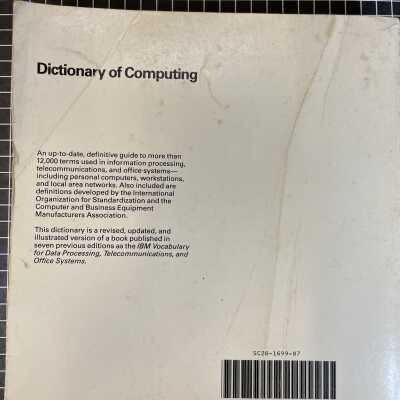 Dictionary of Computing
An up-to-date, definitive guide to more than
12,000 terms used in information processing,
telecommunications, and office systems—
including personal computers, workstations,
and local area networks. Also included are
definitions developed by the International
Organization for Standardization and the
Computer and Business Equipment
Manufacturers Association.
This dictionary is a revised, updated, and
illustrated version of a book published in
seven previous editions as the IBM Vocabulary
for Data Processing, Telecommunications, and
Office Systems.
SC20-1699-07